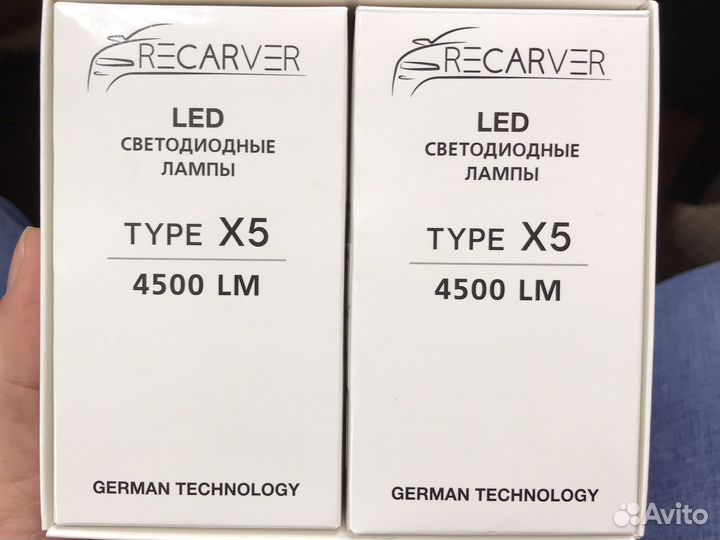 RECARVER
LED
СВЕТОДИОДНЫЕ
ЛАМПЫ
TYPE X5
4500 LM
GERMAN TECHNOLOGY
RECARVER
LED
СВЕТОДИОДНЫЕ
ЛАМПЫ
TYPE X5
4500 LM
GERMAN TECHNOLOGY
Avito